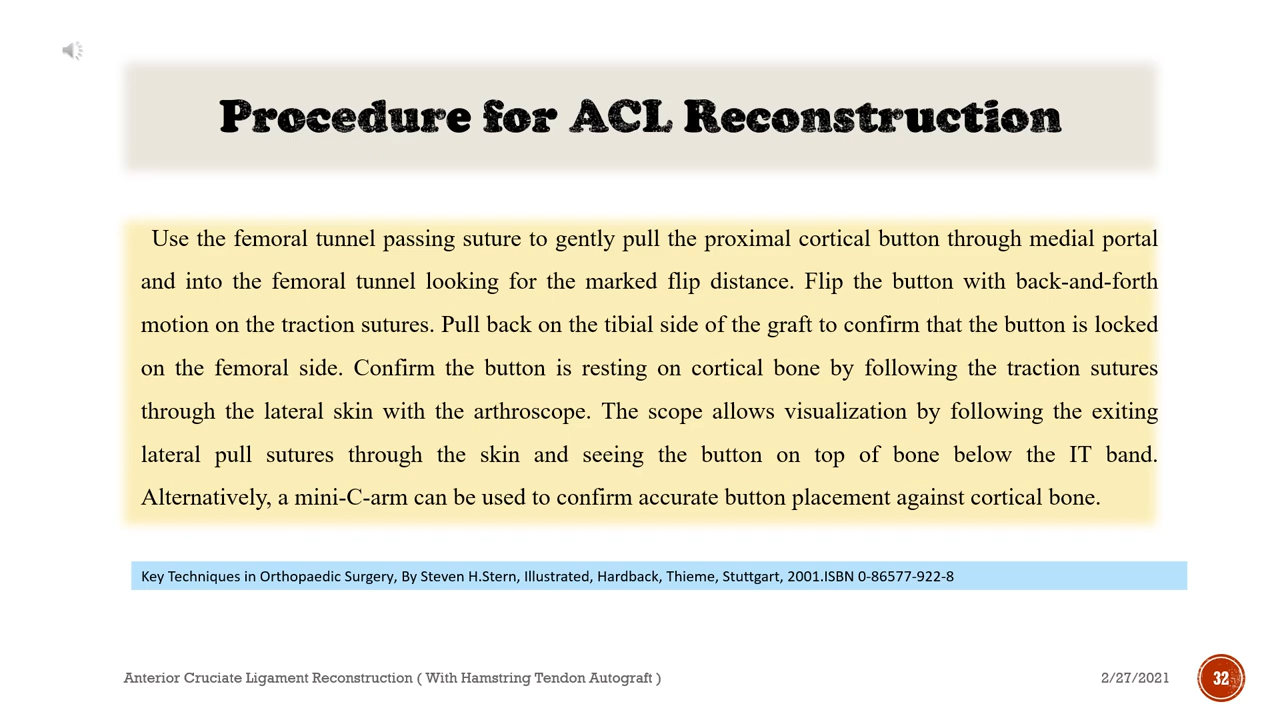 Procedure for ACL Reconstruction
Use the femoral tunnel passing suture to gently pull the proximal cortical button through medial portal
and into the femoral tunnel looking for the marked flip distance. Flip the button with back-and-forth
motion on the traction sutures. Pull back on the tibial side of the graft to confirm that the button is locked
on the femoral side. Confirm the button is resting on cortical bone by following the traction sutures
through the lateral skin with the arthroscope. The scope allows visualization by following the exiting
lateral pull sutures through the skin and seeing the button on top of bone below the IT band.
Alternatively, a mini-C-arm can be used to confirm accurate button placement against cortical bone.
Key Techniques in Orthopaedic Surgery, By Steven H.Stern, Illustrated, Hardback, Thieme, Stuttgart, 2001.ISBN 0-86577-922-8
Anterior Cruciate Ligament Reconstruction ( With Hamstring Tendon Autograft )
2/27/2021
32